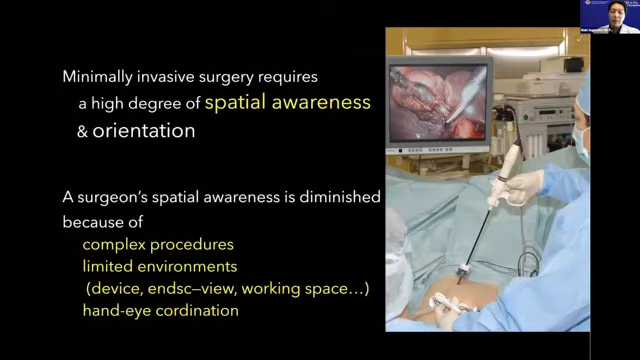 Minimally invasive surgery requires
a high degree of spatial awareness
& orientation
A surgeon's spatial awareness is diminished
because of
complex procedures
limited environments
(device, endsc–view, working space…)
hand-eye cordination